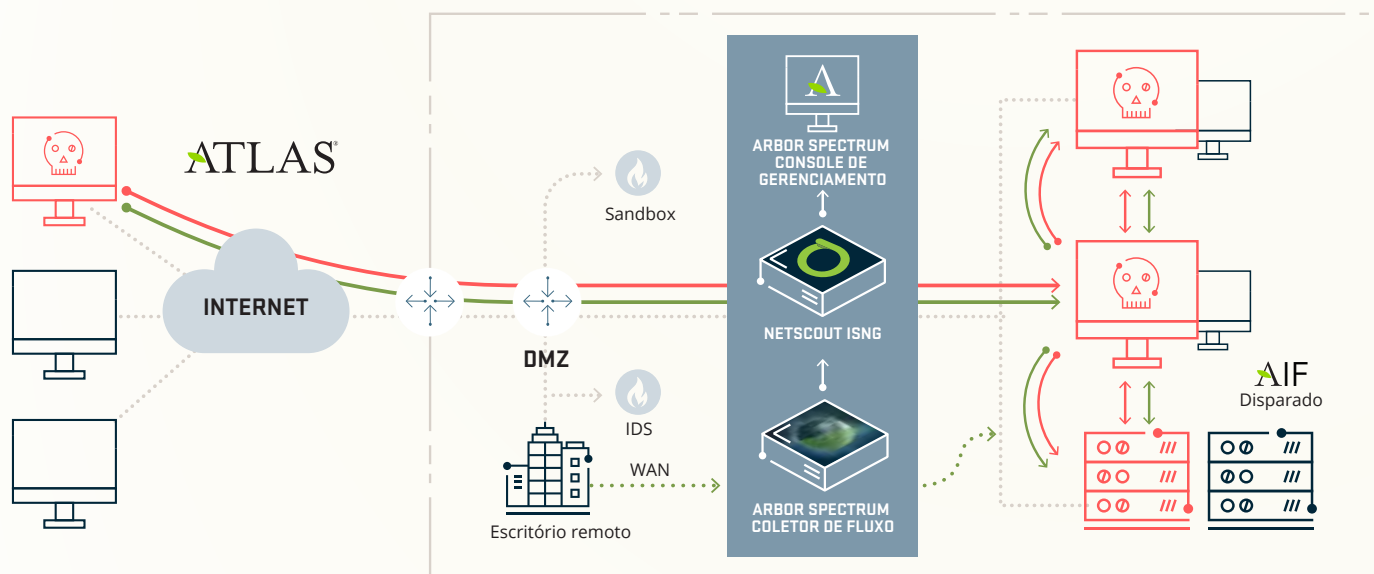 ATLAS®
INTERNET
DMZ
Sandbox
IDS
WAN
Escritório remoto
A
ARBOR SPECTRUM
CONSOLE DE
GERENCIAMENTO
NETSCOUT ISNG
ARBOR SPECTRUM
COLETOR DE FLUXO
AIF
Disparado